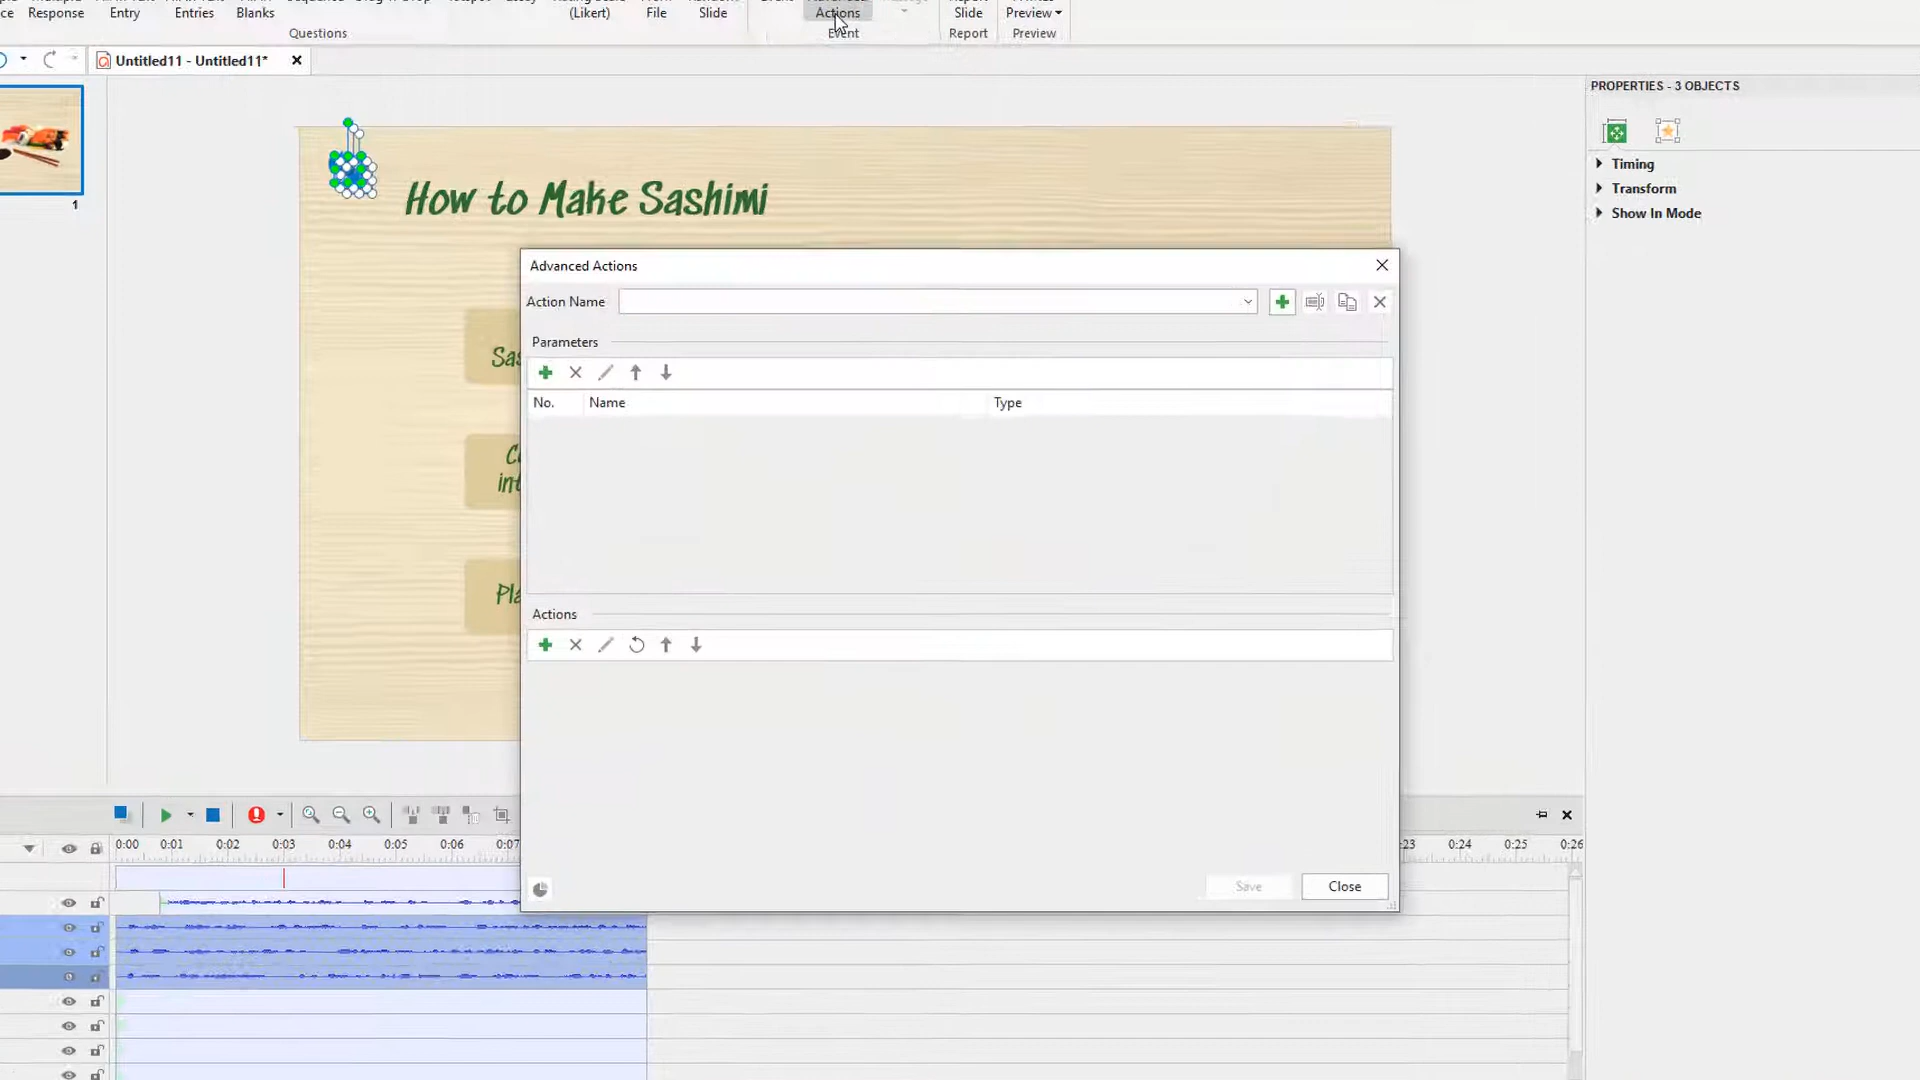 Response
Entry
Entries
Blanks
(Likert)
File
Slide
Actions
Slide
Preview
Questions
Event
Report
Preview
Untitled11 - Untitled11*
PROPERTIES - 3 OBJECTS
Timing
Transform
Show In Mode
1
How to Make Sashimi
Advanced Actions
Action Name
Parameters
No. Name Type
Actions
Save Close
0:00 0:01 0:02 0:03 0:04 0:05 0:06 0:07 :23 0:24 0:25 0:26